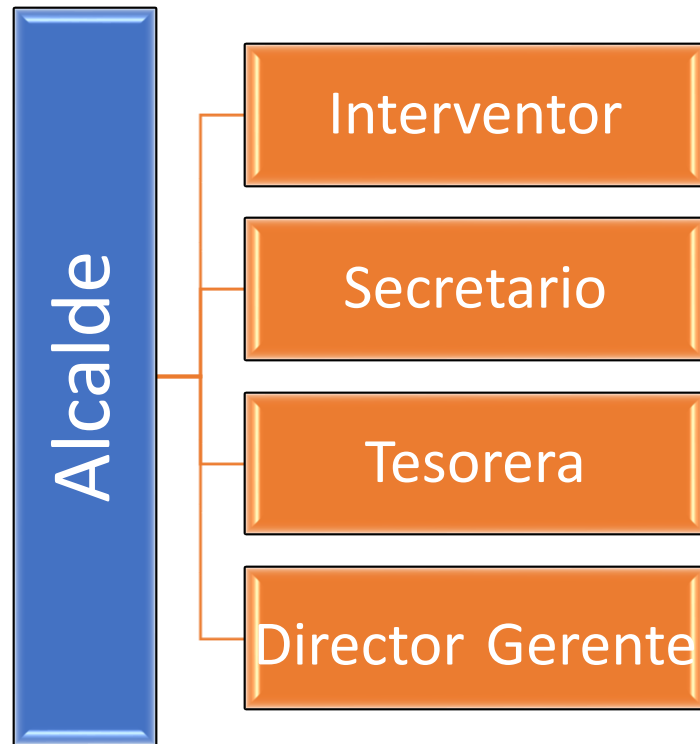 Alcalde
Interventor
Secretario
Tesorera
Director Gerente